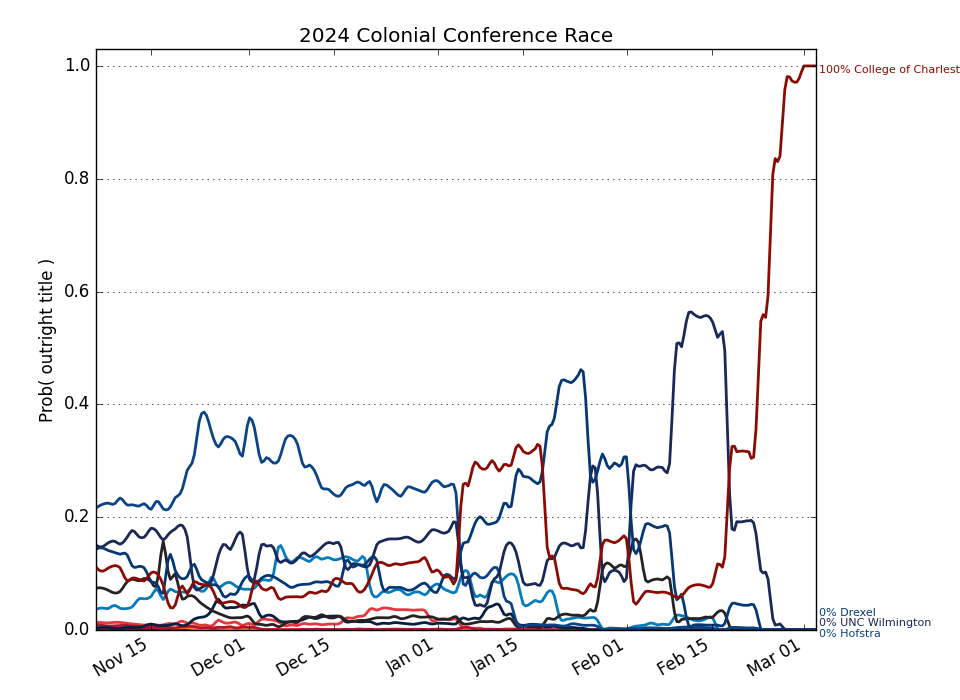 2024 Colonial Conference Race
Prob( outright title )
1.0
0.8
0.6
0.4
0.2
0.0
Nov 15
Dec 01
Dec 15
Jan 01
Jan 15
Feb 01
Feb 15
Mar 01
100% College of Charlest
0% Drexel
0% UNC Wilmington
0% Hofstra